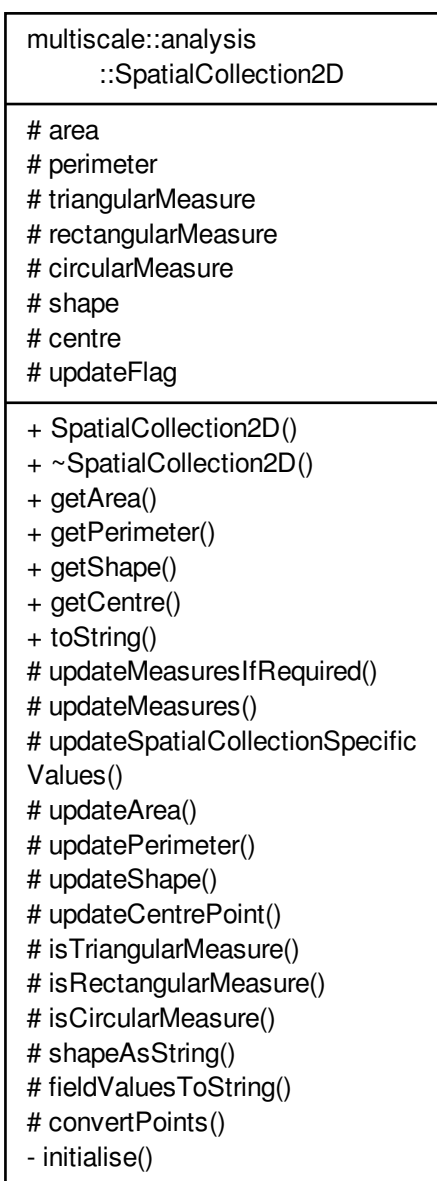 multiscale::analysis
::SpatialCollection2D
# area
# perimeter
# triangularMeasure
# rectangularMeasure
# circularMeasure
# shape
# centre
# updateFlag
+ SpatialCollection2D()
+ ~SpatialCollection2D()
+ getArea()
+ getPerimeter()
+ getShape()
+ getCentre()
+ toString()
# updateMeasuresIfRequired()
# updateMeasures()
# updateSpatialCollectionSpecific
Values()
# updateArea()
# updatePerimeter()
# updateShape()
# updateCentrePoint()
# isTriangularMeasure()
# isRectangularMeasure()
# isCircularMeasure()
# shapeAsString()
# fieldValuesToString()
# convertPoints()
- initialise()